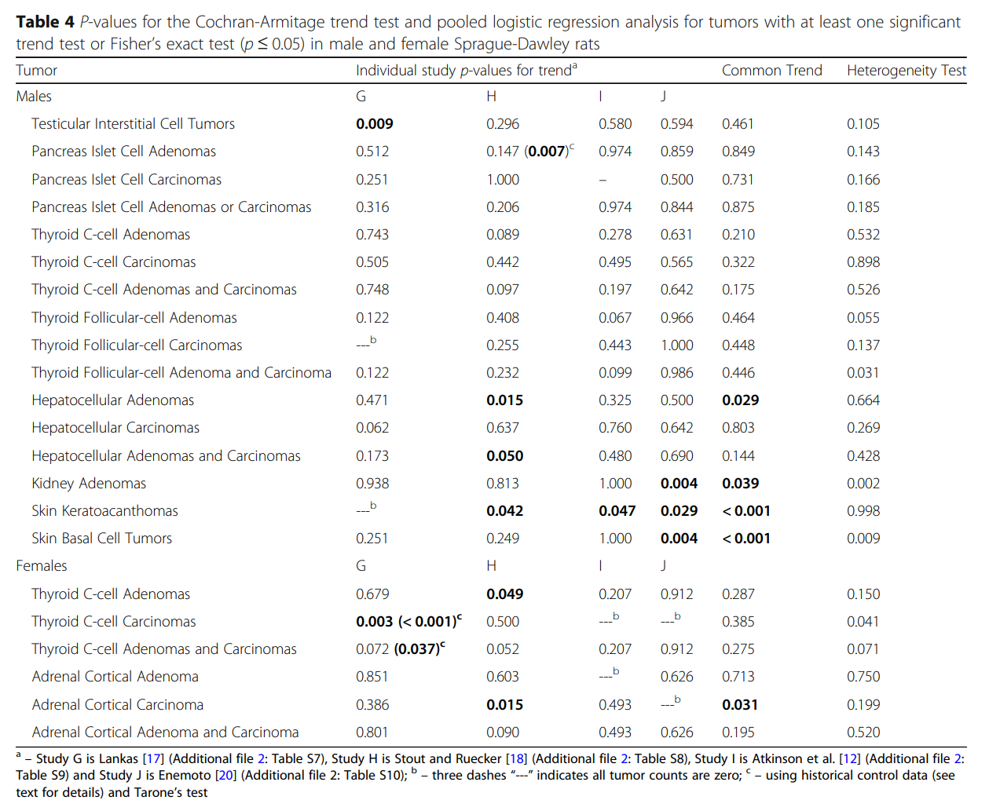 Table 4 P-values for the Cochran-Armitage trend test and pooled logistic regression analysis for tumors with at least one significant
trend test or Fisher's exact test (p ≤ 0.05) in male and female Sprague-Dawley rats
Tumor Individual study p-values for trend^a Common Trend Heterogeneity Test
Males G H I J
Testicular Interstitial Cell Tumors 0.009 0.296 0.580 0.594 0.461 0.105
Pancreas Islet Cell Adenomas 0.512 0.147 (0.007)^c 0.974 0.859 0.849 0.143
Pancreas Islet Cell Carcinomas 0.251 1.000 – 0.500 0.731 0.166
Pancreas Islet Cell Adenomas or Carcinomas 0.316 0.206 0.974 0.844 0.875 0.185
Thyroid C-cell Adenomas 0.743 0.089 0.278 0.631 0.210 0.532
Thyroid C-cell Carcinomas 0.505 0.442 0.495 0.565 0.322 0.898
Thyroid C-cell Adenomas and Carcinomas 0.748 0.097 0.197 0.642 0.175 0.526
Thyroid Follicular-cell Adenomas 0.122 0.408 0.067 0.966 0.464 0.055
Thyroid Follicular-cell Carcinomas ---^b 0.255 0.443 1.000 0.448 0.137
Thyroid Follicular-cell Adenoma and Carcinoma 0.122 0.232 0.099 0.986 0.446 0.031
Hepatocellular Adenomas 0.471 0.015 0.325 0.500 0.029 0.664
Hepatocellular Carcinomas 0.062 0.637 0.760 0.642 0.803 0.269
Hepatocellular Adenomas and Carcinomas 0.173 0.050 0.480 0.690 0.144 0.428
Kidney Adenomas 0.938 0.813 1.000 0.004 0.039 0.002
Skin Keratoacanthomas ---^b 0.042 0.047 0.029 < 0.001 0.998
Skin Basal Cell Tumors 0.251 0.249 1.000 0.004 < 0.001 0.009
Females G H I J
Thyroid C-cell Adenomas 0.679 0.049 0.207 0.912 0.287 0.150
Thyroid C-cell Carcinomas 0.003 (< 0.001)^c 0.500 ---^b ---^b 0.385 0.041
Thyroid C-cell Adenomas and Carcinomas 0.072 (0.037)^c 0.052 0.207 0.912 0.275 0.071
Adrenal Cortical Adenoma 0.851 0.603 ---^b 0.626 0.713 0.750
Adrenal Cortical Carcinoma 0.386 0.015 0.493 ---^b 0.031 0.199
Adrenal Cortical Adenoma and Carcinoma 0.801 0.090 0.493 0.626 0.195 0.520
^a – Study G is Lankas [17] (Additional file 2: Table S7), Study H is Stout and Ruecker [18] (Additional file 2: Table S8), Study I is Atkinson et al. [12] (Additional file 2:
Table S9) and Study J is Enemoto [20] (Additional file 2: Table S10); ^b – three dashes "---" indicates all tumor counts are zero; ^c – using historical control data (see
text for details) and Tarone's test